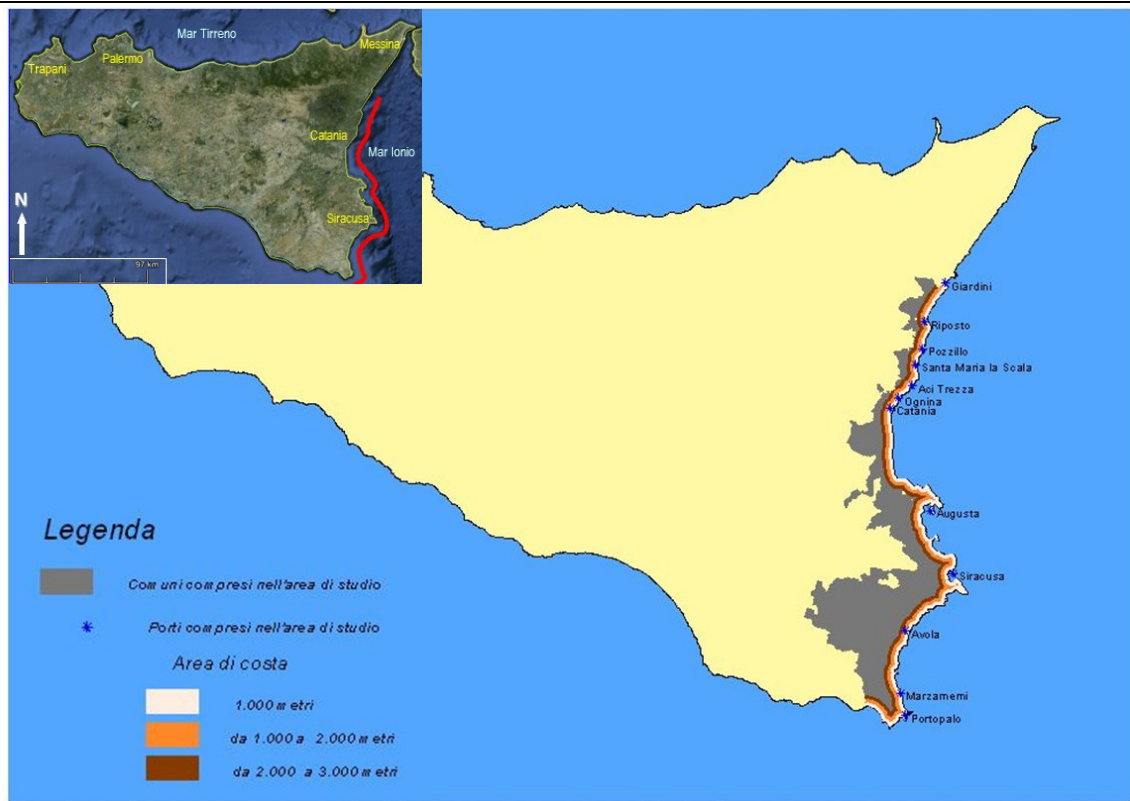 Mar Tirreno
Messina
Palermo
Trapani
Catania
Mar Ionio
N
Siracusa
97 km
Giardini
Riposto
Pozzillo
Santa Maria la Scala
Aci Trezza
Ognina
Catania
Augusta
Siracusa
Avola
Marzamemi
Portopalo
Legenda
Comuni compresi nell'area di studio
Porti compresi nell'area di studio
Area di costa
1.000 metri
da 1.000 a 2.000 metri
da 2.000 a 3.000 metri